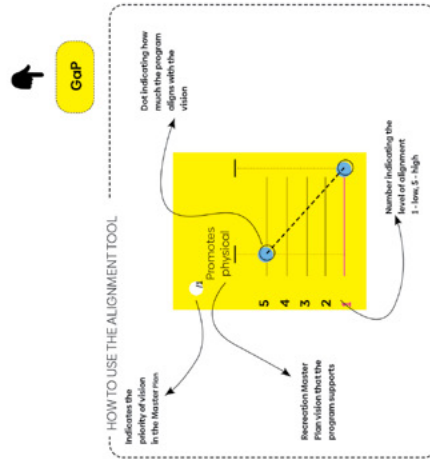 GaP
HOW TO USE THE ALIGNMENT TOOL
Indicates the
priority of vision
in the Master Plan
Dot indicating how
much the program
aligns with the
vision
Promotes
physical
5
4
3
2
1
Recreation Master
Plan vision that the
program supports
Number indicating the
level of alignment
1 - low, 5 - high